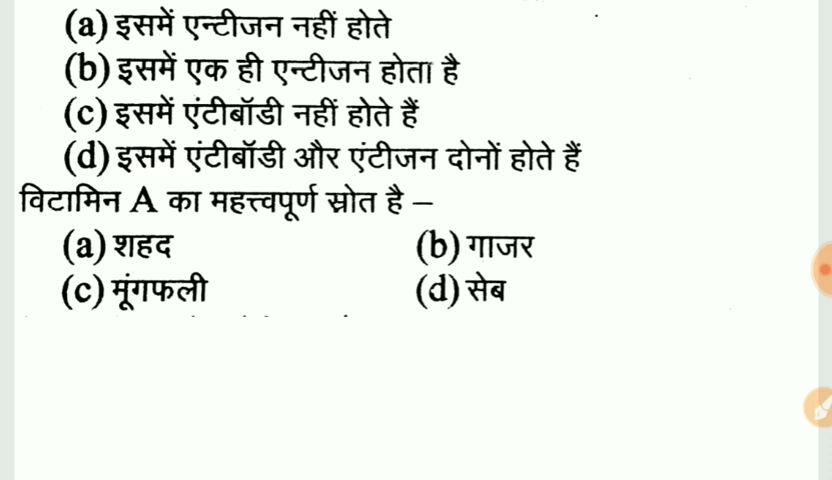 (a) इसमें एन्टीजन नहीं होते
(b) इसमें एक ही एन्टीजन होता है
(c) इसमें एंटीबॉडी नहीं होते हैं
(d) इसमें एंटीबॉडी और एंटीजन दोनों होते हैं
विटामिन A का महत्त्वपूर्ण स्रोत है –
(a) शहद (b) गाजर
(c) मूंगफली (d) सेब